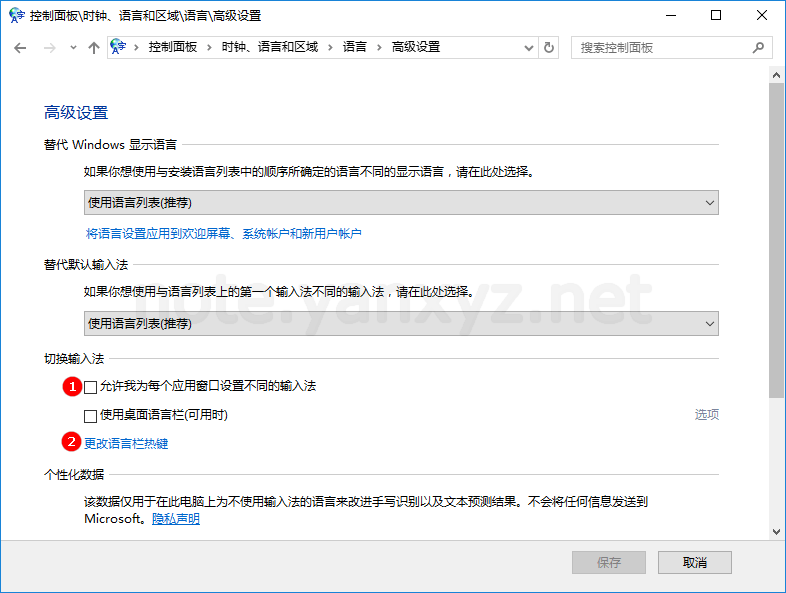 控制面板\时钟、语言和区域\语言\高级设置
控制面板 > 时钟、语言和区域 > 语言 > 高级设置
搜索控制面板
高级设置
替代 Windows 显示语言
如果你想使用与安装语言列表中的顺序所确定的语言不同的显示语言，请在此处选择。
使用语言列表(推荐)
将语言设置应用到欢迎屏幕、系统帐户和新用户帐户
替代默认输入法
如果你想使用与语言列表上的第一个输入法不同的输入法，请在此处选择。
note.yanxyz.net
使用语言列表(推荐)
切换输入法
1 允许我为每个应用窗口设置不同的输入法
使用桌面语言栏(可用时) 选项
2 更改语言栏热键
个性化数据
该数据仅用于在此电脑上为不使用输入法的语言来改进手写识别以及文本预测结果。不会将任何信息发送到
Microsoft。隐私声明
保存 取消